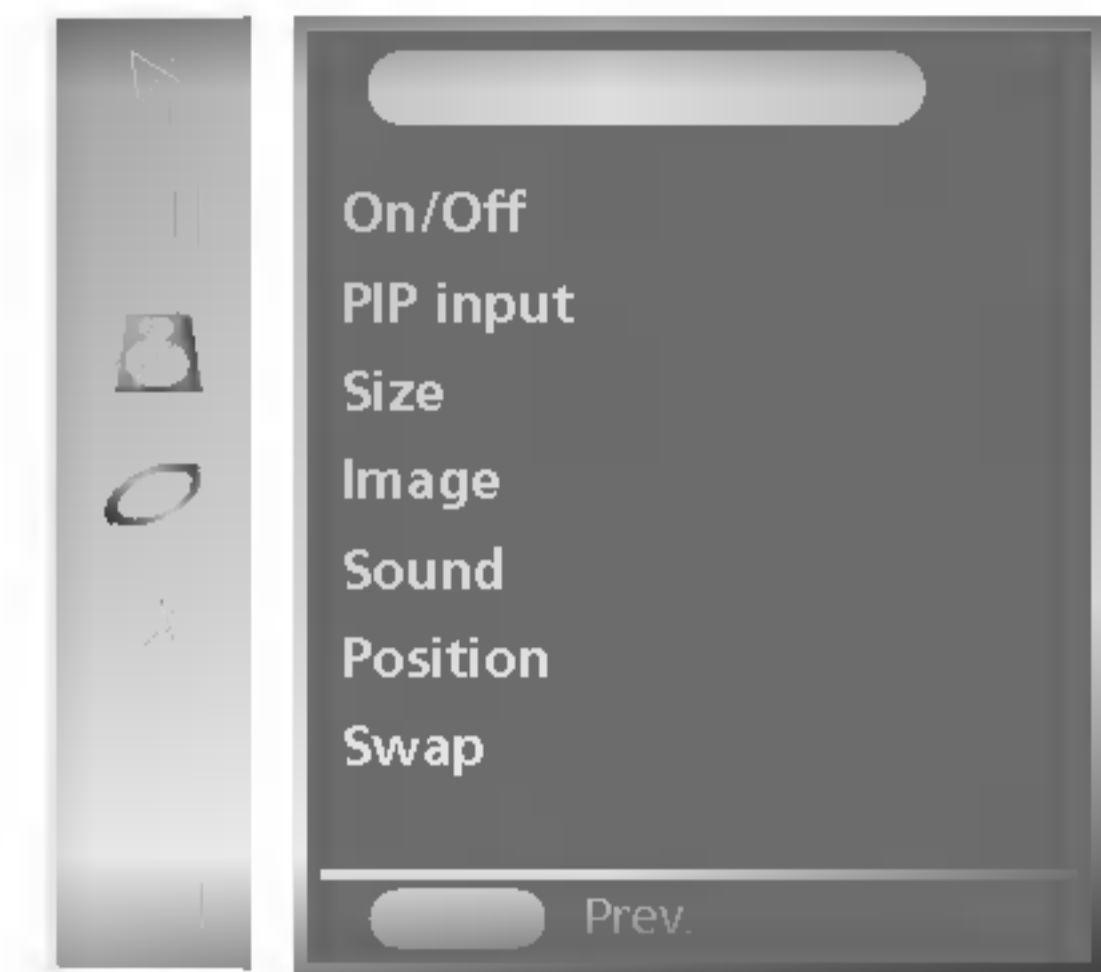 On/Off
PIP input
Size
Image
Sound
Position
Swap
Prev.